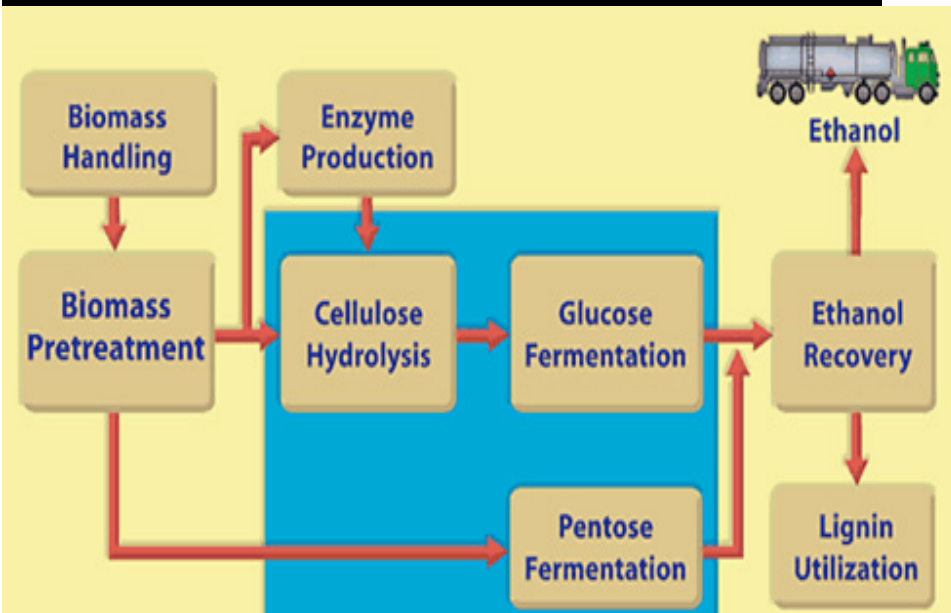 Biomass
Handling
Enzyme
Production
Ethanol
Biomass
Pretreatment
Cellulose
Hydrolysis
Glucose
Fermentation
Ethanol
Recovery
Pentose
Fermentation
Lignin
Utilization